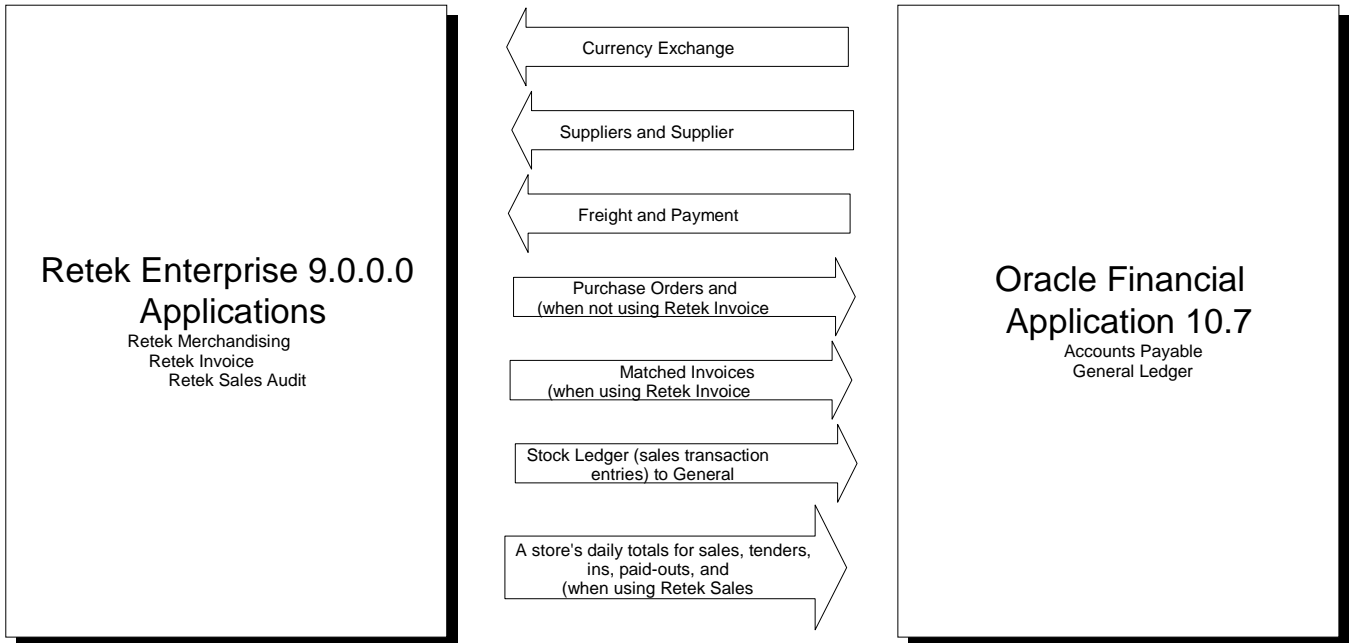 Retek Enterprise 9.0.0.0
Applications
Retek Merchandising
Retek Invoice
Retek Sales Audit
Currency Exchange
Suppliers and Supplier
Freight and Payment
Purchase Orders and
(when not using Retek Invoice
Matched Invoices
(when using Retek Invoice
Stock Ledger (sales transaction
entries) to General
A store's daily totals for sales, tenders,
ins, paid-outs, and
(when using Retek Sales
Oracle Financial
Application 10.7
Accounts Payable
General Ledger